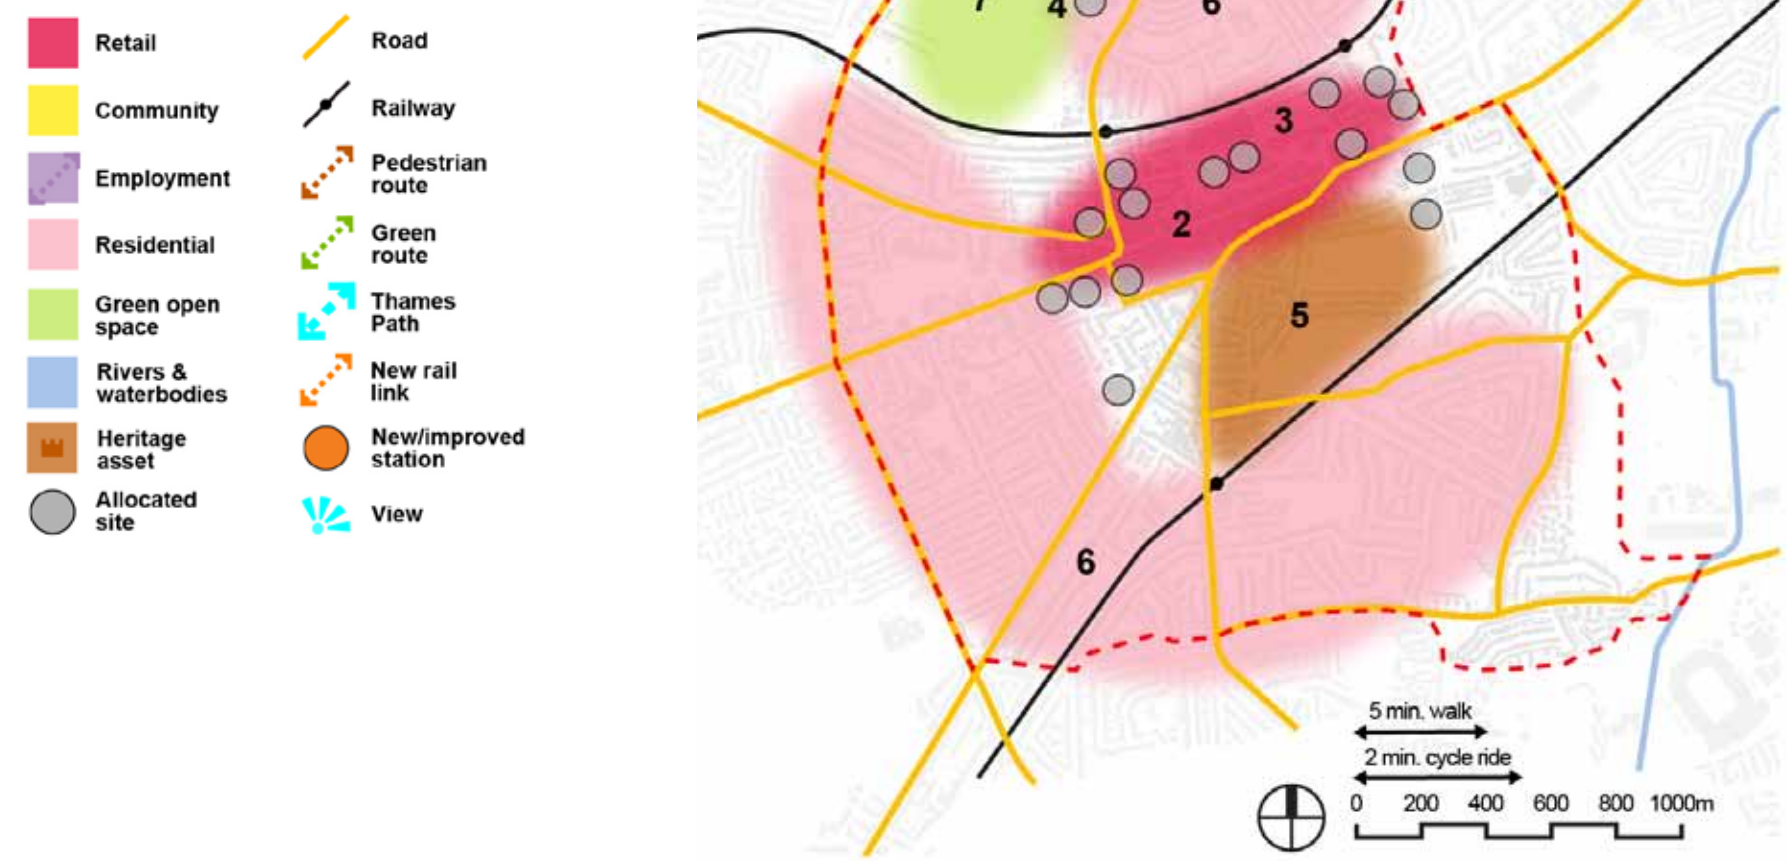 Retail
Community
Employment
Residential
Green open
space
Rivers &
waterbodies
Heritage
asset
Allocated
site
Road
Railway
Pedestrian
route
Green
route
Thames
Path
New rail
link
New/improved
station
View
7
4
6
3
2
5
6
5 min. walk
2 min. cycle ride
0 200 400 600 800 1000m